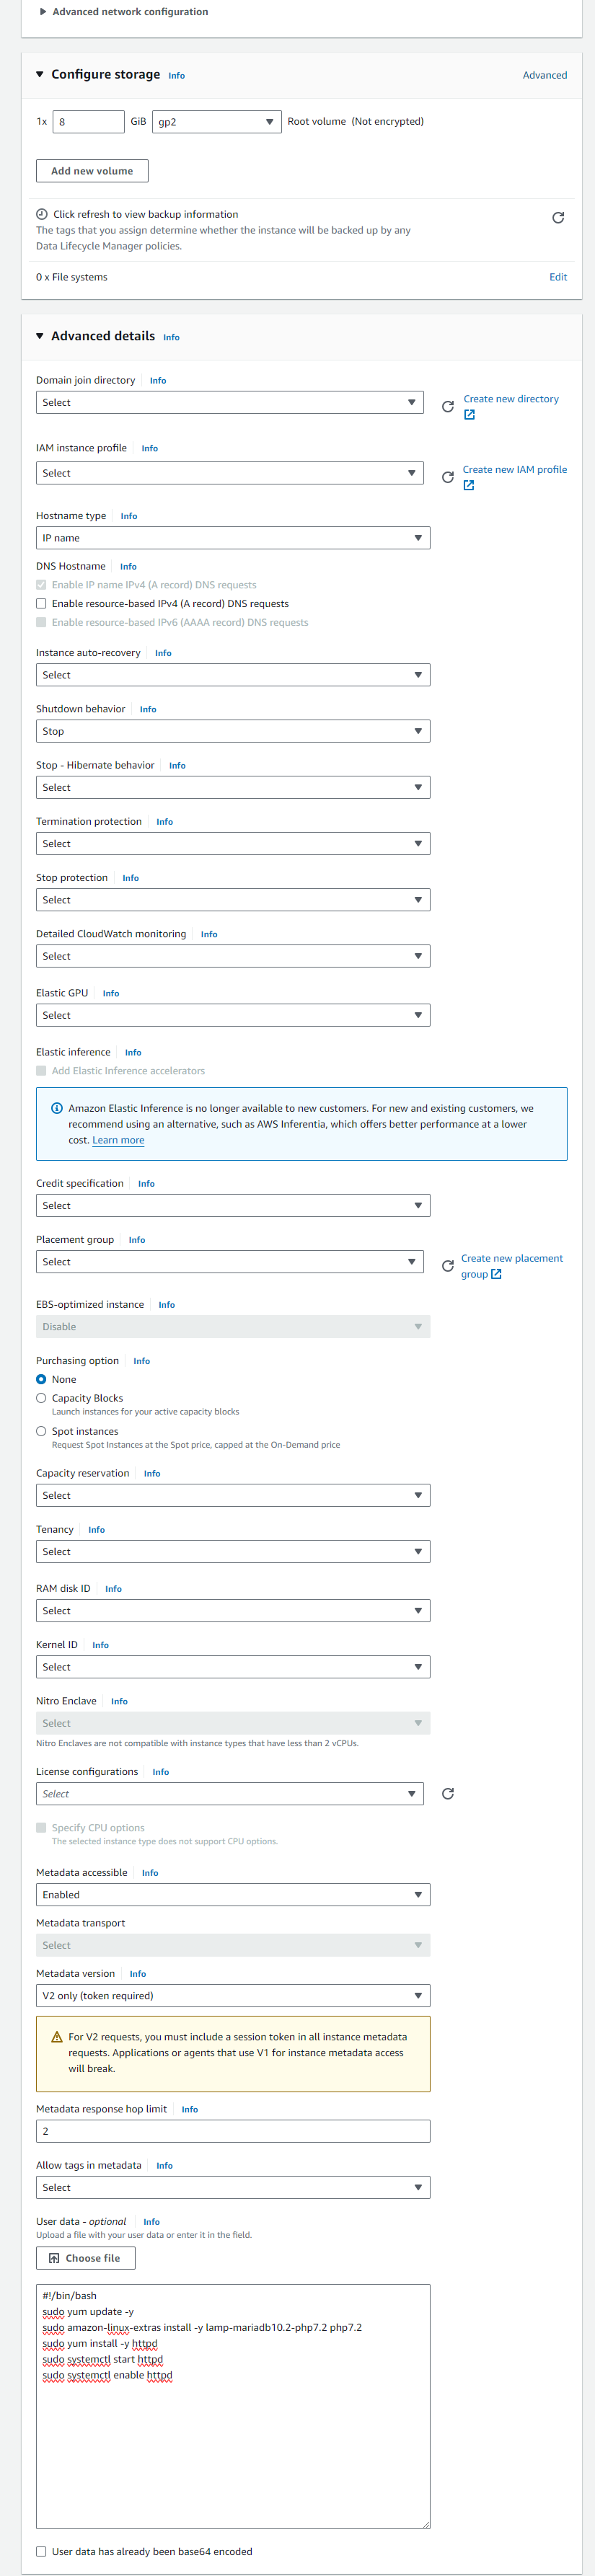 Advanced network configuration
Configure storage Info Advanced
1x 8 GiB gp2 Root volume (Not encrypted)
Add new volume
Click refresh to view backup information
The tags that you assign determine whether the instance will be backed up by any
Data Lifecycle Manager policies.
0 x File systems Edit
Advanced details Info
Domain join directory Info
Select
Create new directory
IAM instance profile Info
Select
Create new IAM profile
Hostname type Info
IP name
DNS Hostname Info
Enable IP name IPv4 (A record) DNS requests
Enable resource-based IPv4 (A record) DNS requests
Enable resource-based IPv6 (AAAA record) DNS requests
Instance auto-recovery Info
Select
Shutdown behavior Info
Stop
Stop - Hibernate behavior Info
Select
Termination protection Info
Select
Stop protection Info
Select
Detailed CloudWatch monitoring Info
Select
Elastic GPU Info
Select
Elastic inference Info
Add Elastic Inference accelerators
Amazon Elastic Inference is no longer available to new customers. For new and existing customers, we
recommend using an alternative, such as AWS Inferentia, which offers better performance at a lower
cost. Learn more
Credit specification Info
Select
Placement group Info
Select
Create new placement
group
EBS-optimized instance Info
Disable
Purchasing option Info
None
Capacity Blocks
Launch instances for your active capacity blocks
Spot instances
Request Spot Instances at the Spot price, capped at the On-Demand price
Capacity reservation Info
Select
Tenancy Info
Select
RAM disk ID Info
Select
Kernel ID Info
Select
Nitro Enclave Info
Select
Nitro Enclaves are not compatible with instance types that have less than 2 vCPUs.
License configurations Info
Select
Specify CPU options
The selected instance type does not support CPU options.
Metadata accessible Info
Enabled
Metadata transport
Select
Metadata version Info
V2 only (token required)
For V2 requests, you must include a session token in all instance metadata
requests. Applications or agents that use V1 for instance metadata access
will break.
Metadata response hop limit Info
2
Allow tags in metadata Info
Select
User data - optional Info
Upload a file with your user data or enter it in the field.
Choose file
#!/bin/bash
sudo yum update -y
sudo amazon-linux-extras install -y lamp-mariadb10.2-php7.2 php7.2
sudo yum install -y httpd
sudo systemctl start httpd
sudo systemctl enable httpd
User data has already been base64 encoded